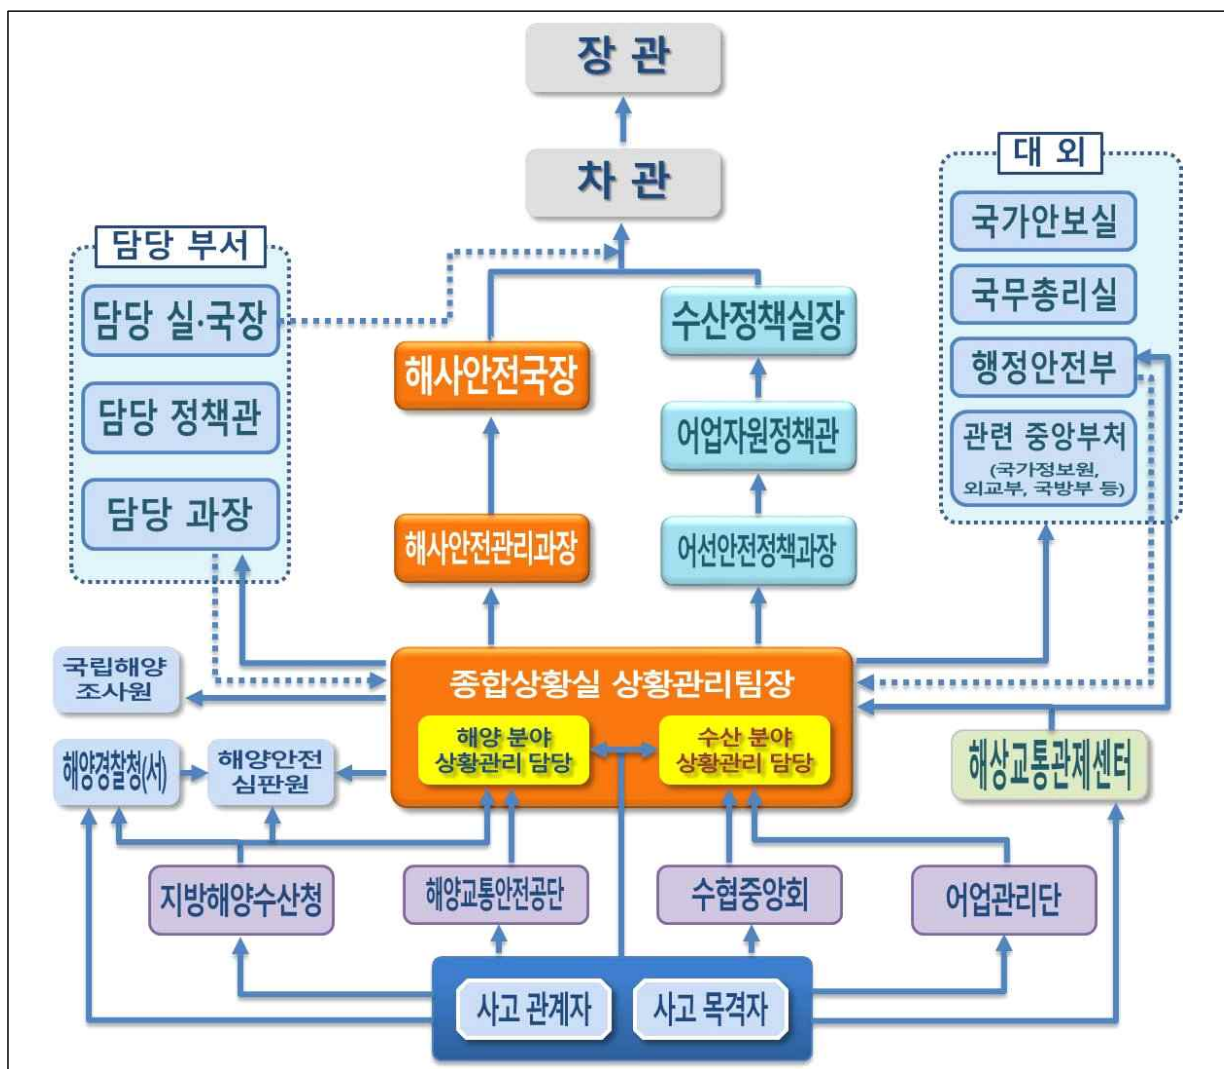 장 관
차 관
담당 부서
담당 실·국장
담당 정책관
담당 과장
대 외
국가안보실
국무총리실
행정안전부
관련 중앙부처
(국가정보원,
외교부, 국방부 등)
해사안전국장
해사안전관리과장
수산정책실장
어업자원정책관
어선안전정책과장
종합상황실 상황관리팀장
해양 분야
상황관리 담당
수산 분야
상황관리 담당
국립해양
조사원
해양경찰청(서)
해양안전
심판원
해상교통관제센터
지방해양수산청
해양교통안전공단
수협중앙회
어업관리단
사고 관계자
사고 목격자